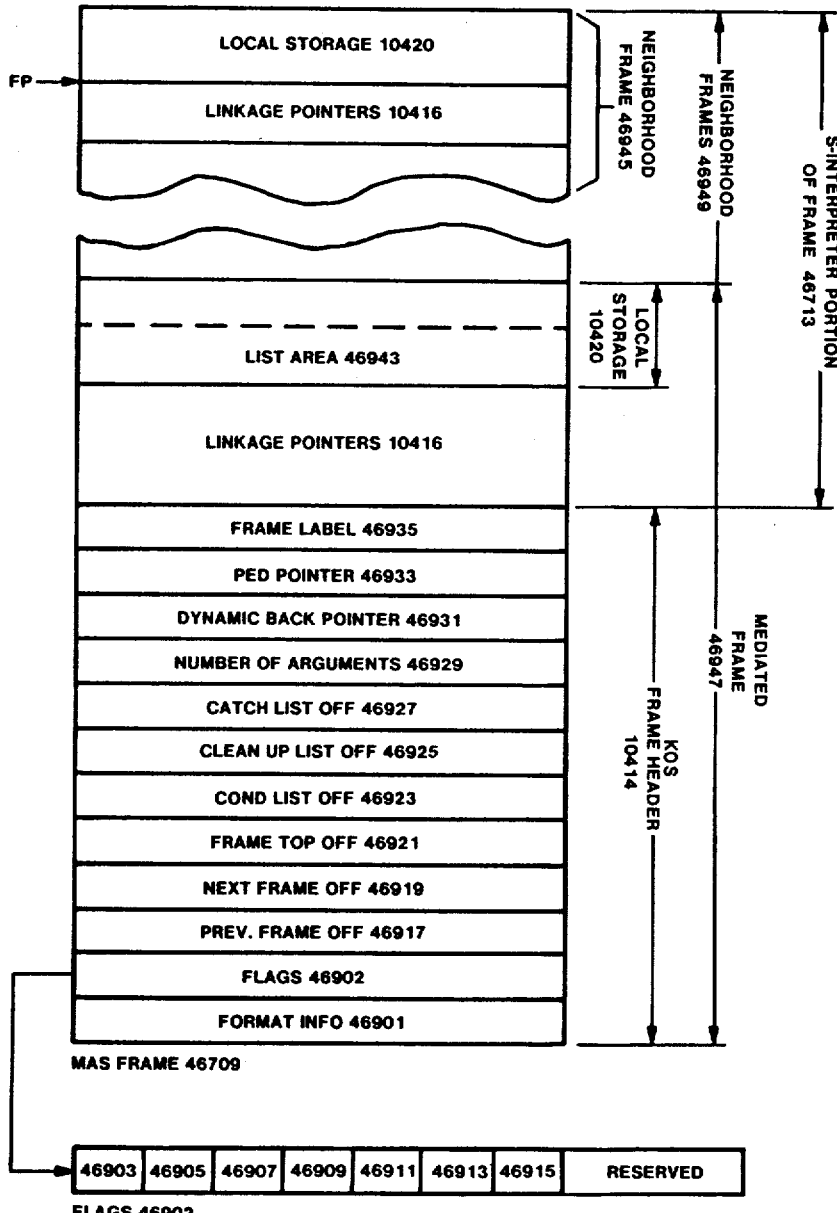 LOCAL STORAGE 10420
FP
LINKAGE POINTERS 10416
NEIGHBORHOOD
FRAME 46945
NEIGHBORHOOD
FRAMES 46949
S-INTERPRETER PORTION
OF FRAME 46713
LIST AREA 46943
LOCAL
STORAGE
10420
LINKAGE POINTERS 10416
FRAME LABEL 46935
PED POINTER 46933
DYNAMIC BACK POINTER 46931
NUMBER OF ARGUMENTS 46929
CATCH LIST OFF 46927
CLEAN UP LIST OFF 46925
COND LIST OFF 46923
FRAME TOP OFF 46921
NEXT FRAME OFF 46919
PREV. FRAME OFF 46917
FLAGS 46902
FORMAT INFO 46901
KOS
FRAME HEADER
10414
MEDIATED
FRAME
46947
MAS FRAME 46709
46903 46905 46907 46909 46911 46913 46915 RESERVED
FLAGS 46902